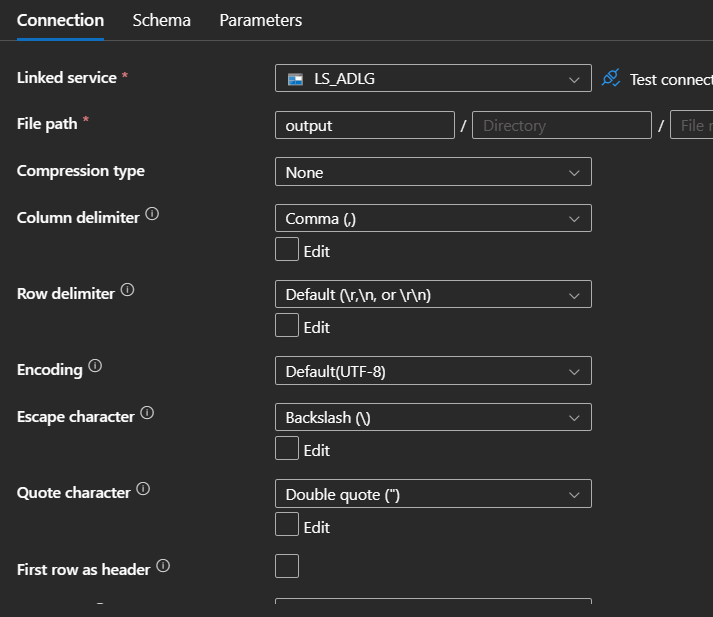 Connection Schema Parameters
Linked service * LS_ADLG Test connect
File path * output / Directory / File
Compression type None
Column delimiter Comma (,)
Edit
Row delimiter Default (\r,\n, or \r\n)
Edit
Encoding Default(UTF-8)
Escape character Backslash (\)
Edit
Quote character Double quote (")
Edit
First row as header